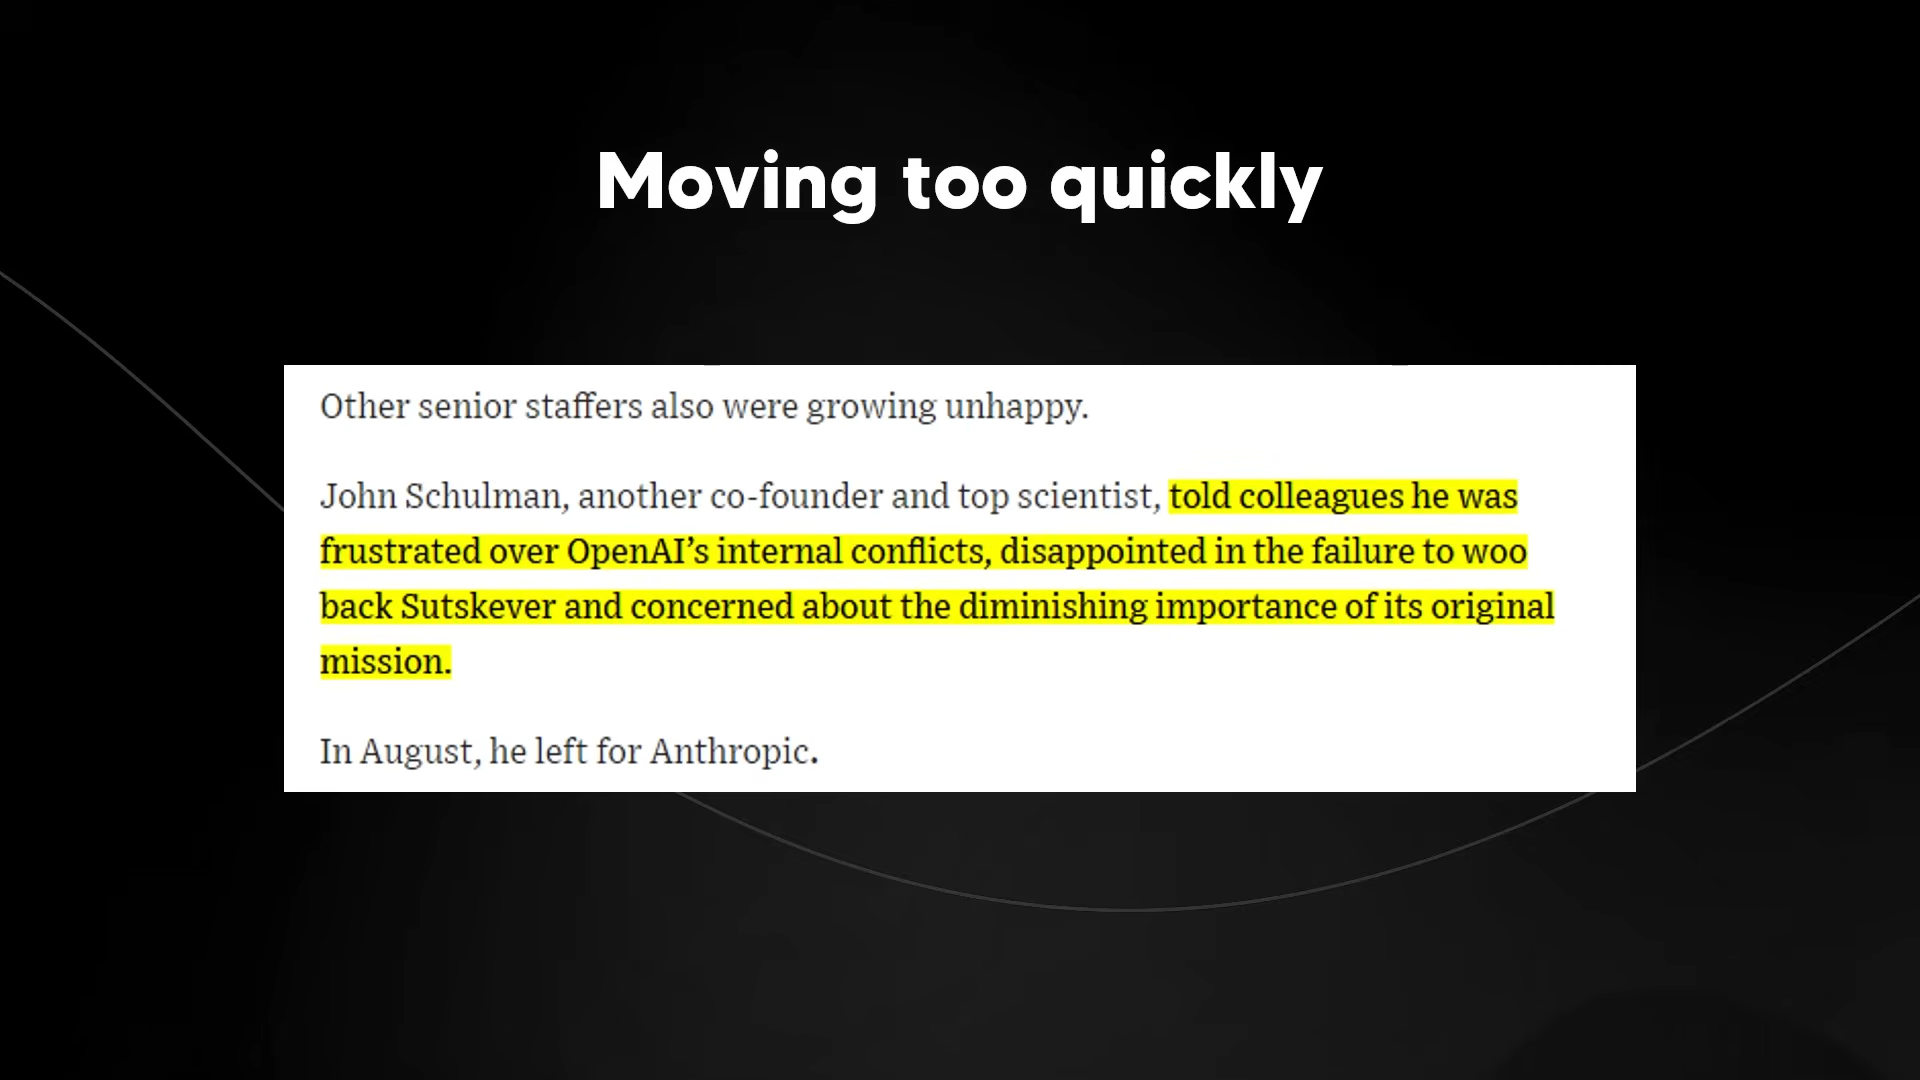 Moving too quickly
Other senior staffers also were growing unhappy.
John Schulman, another co-founder and top scientist, told colleagues he was
frustrated over OpenAI’s internal conflicts, disappointed in the failure to woo
back Sutskever and concerned about the diminishing importance of its original
mission.
In August, he left for Anthropic.